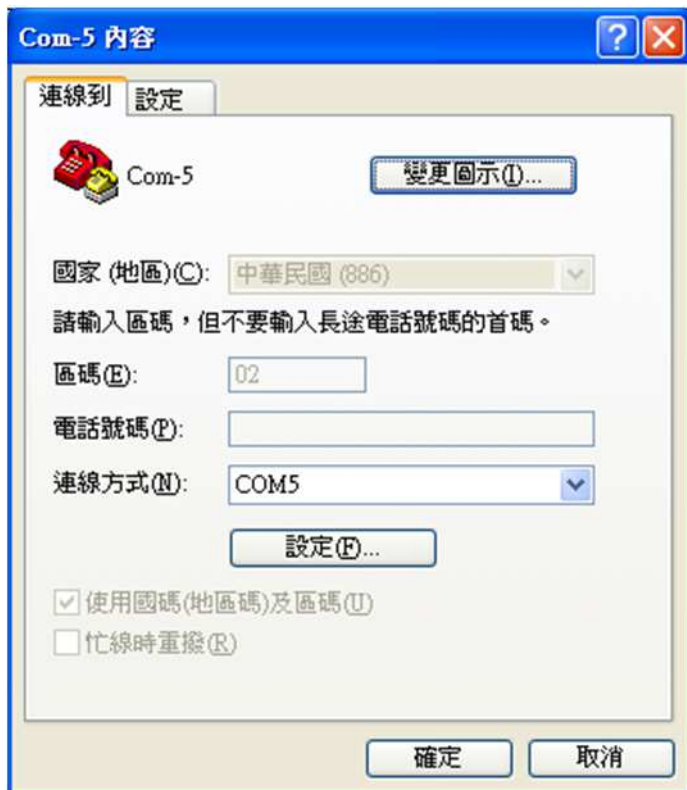 Com-5 內容
連線到 設定
Com-5 變更圖示(I)...
國家 (地區)(C): 中華民國 (886)
請輸入區碼，但不要輸入長途電話號碼的首碼。
區碼(E): 02
電話號碼(P):
連線方式(N): COM5
設定(F)...
使用國碼(地區碼)及區碼(U)
忙線時重撥(R)
確定 取消